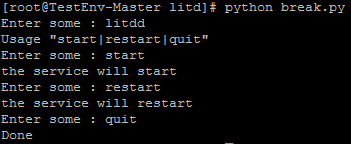 [root@TestEnv-Master litd]# python break.py
Enter some : litdd
Usage "start|restart|quit"
Enter some : start
the service will start
Enter some : restart
the service will restart
Enter some : quit
Done